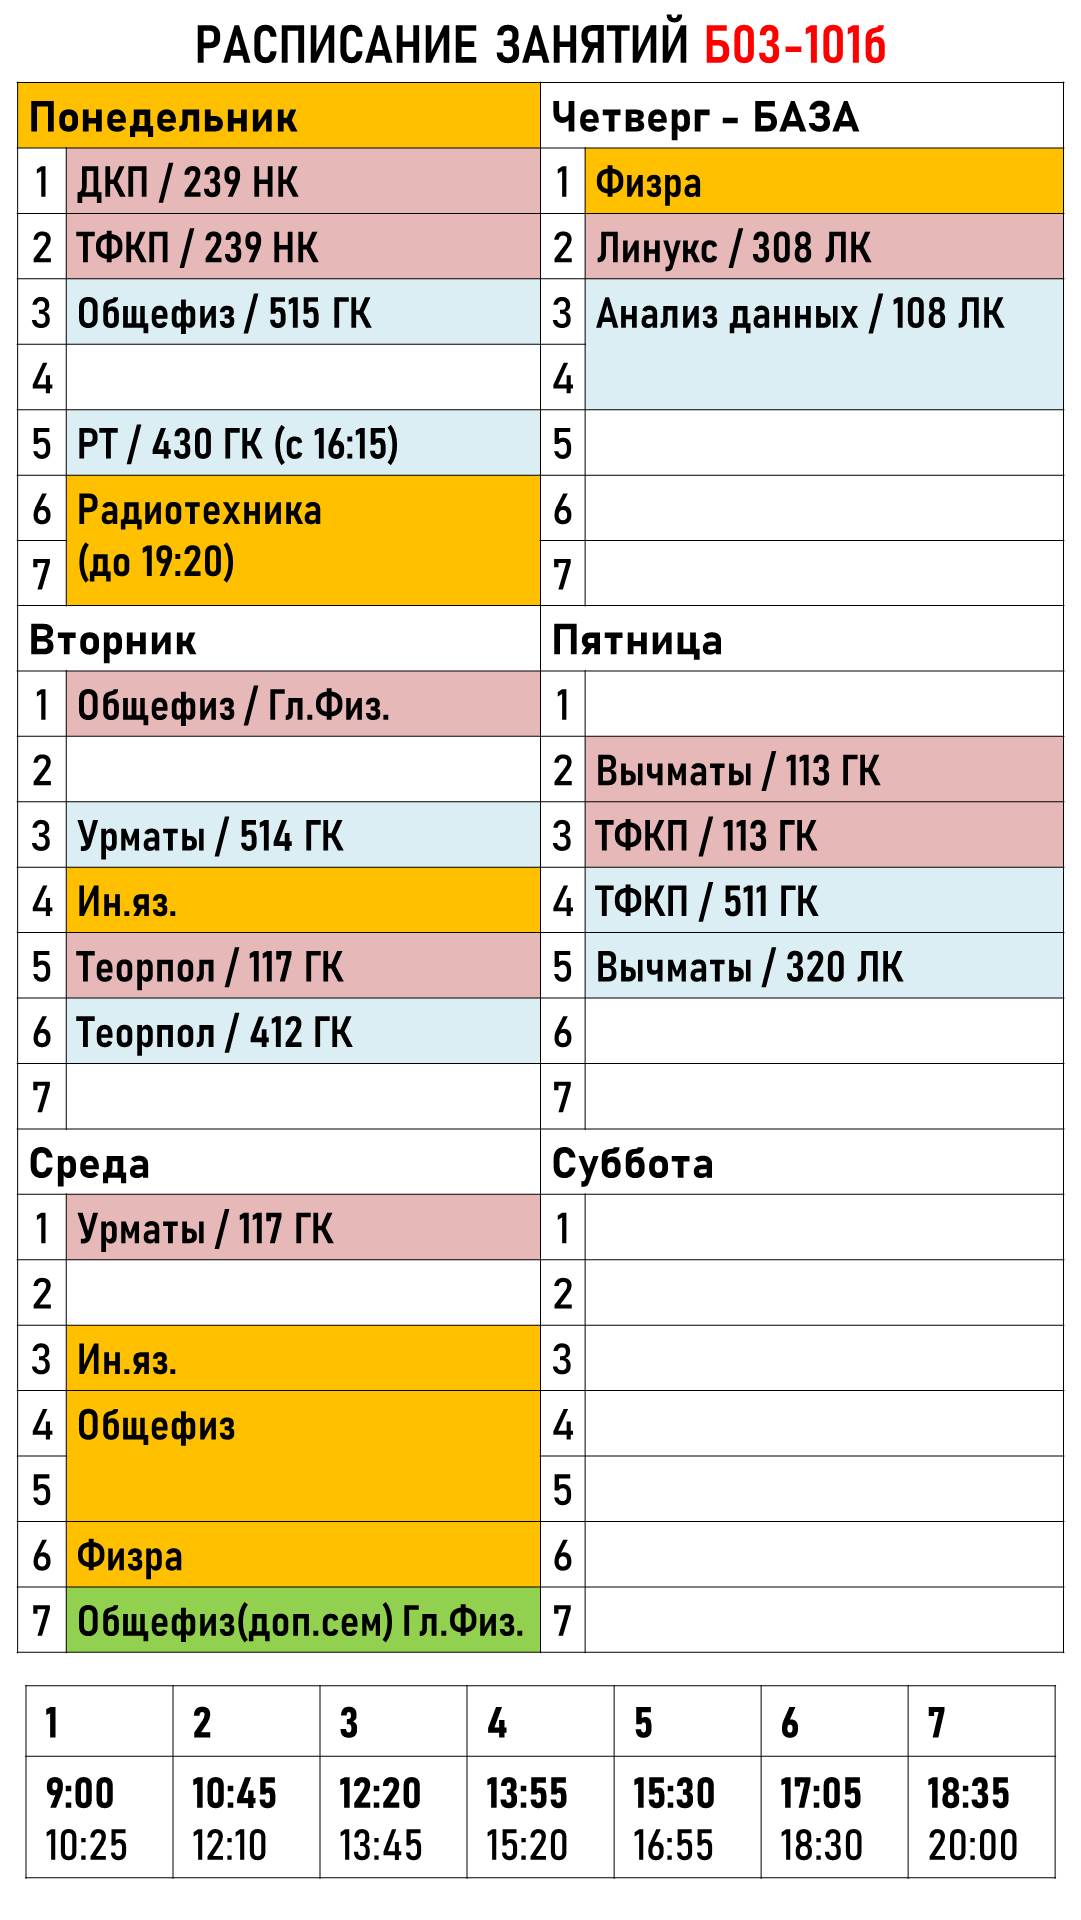 РАСПИСАНИЕ ЗАНЯТИЙ Б03-101б
Понедельник
1 ДКП / 239 НК
2 ТФКП / 239 НК
3 Общефиз / 515 ГК
4
5 РТ / 430 ГК (с 16:15)
6 Радиотехника
7 (до 19:20)
Вторник
1 Общефиз / Гл.Физ.
2
3 Урматы / 514 ГК
4 Ин.яз.
5 Теорпол / 117 ГК
6 Теорпол / 412 ГК
7
Среда
1 Урматы / 117 ГК
2
3 Ин.яз.
4 Общефиз
5
6 Физра
7 Общефиз(доп.сем) Гл.Физ.
Четверг - БАЗА
1 Физра
2 Линукс / 308 ЛК
3 Анализ данных / 108 ЛК
4
5
6
7
Пятница
1
2 Вычматы / 113 ГК
3 ТФКП / 113 ГК
4 ТФКП / 511 ГК
5 Вычматы / 320 ЛК
6
7
Суббота
1
2
3
4
5
6
7
1 2 3 4 5 6 7
9:00 10:45 12:20 13:55 15:30 17:05 18:35
10:25 12:10 13:45 15:20 16:55 18:30 20:00